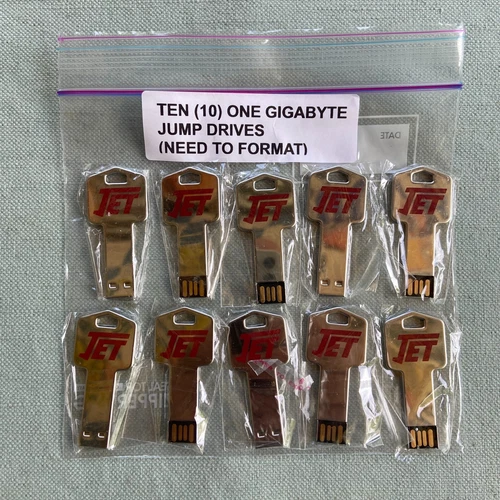 TEN (10) ONE GIGABYTE
JUMP DRIVES
(NEED TO FORMAT)
DATE
JET JET JET JET JET
JET JET JET JET JET